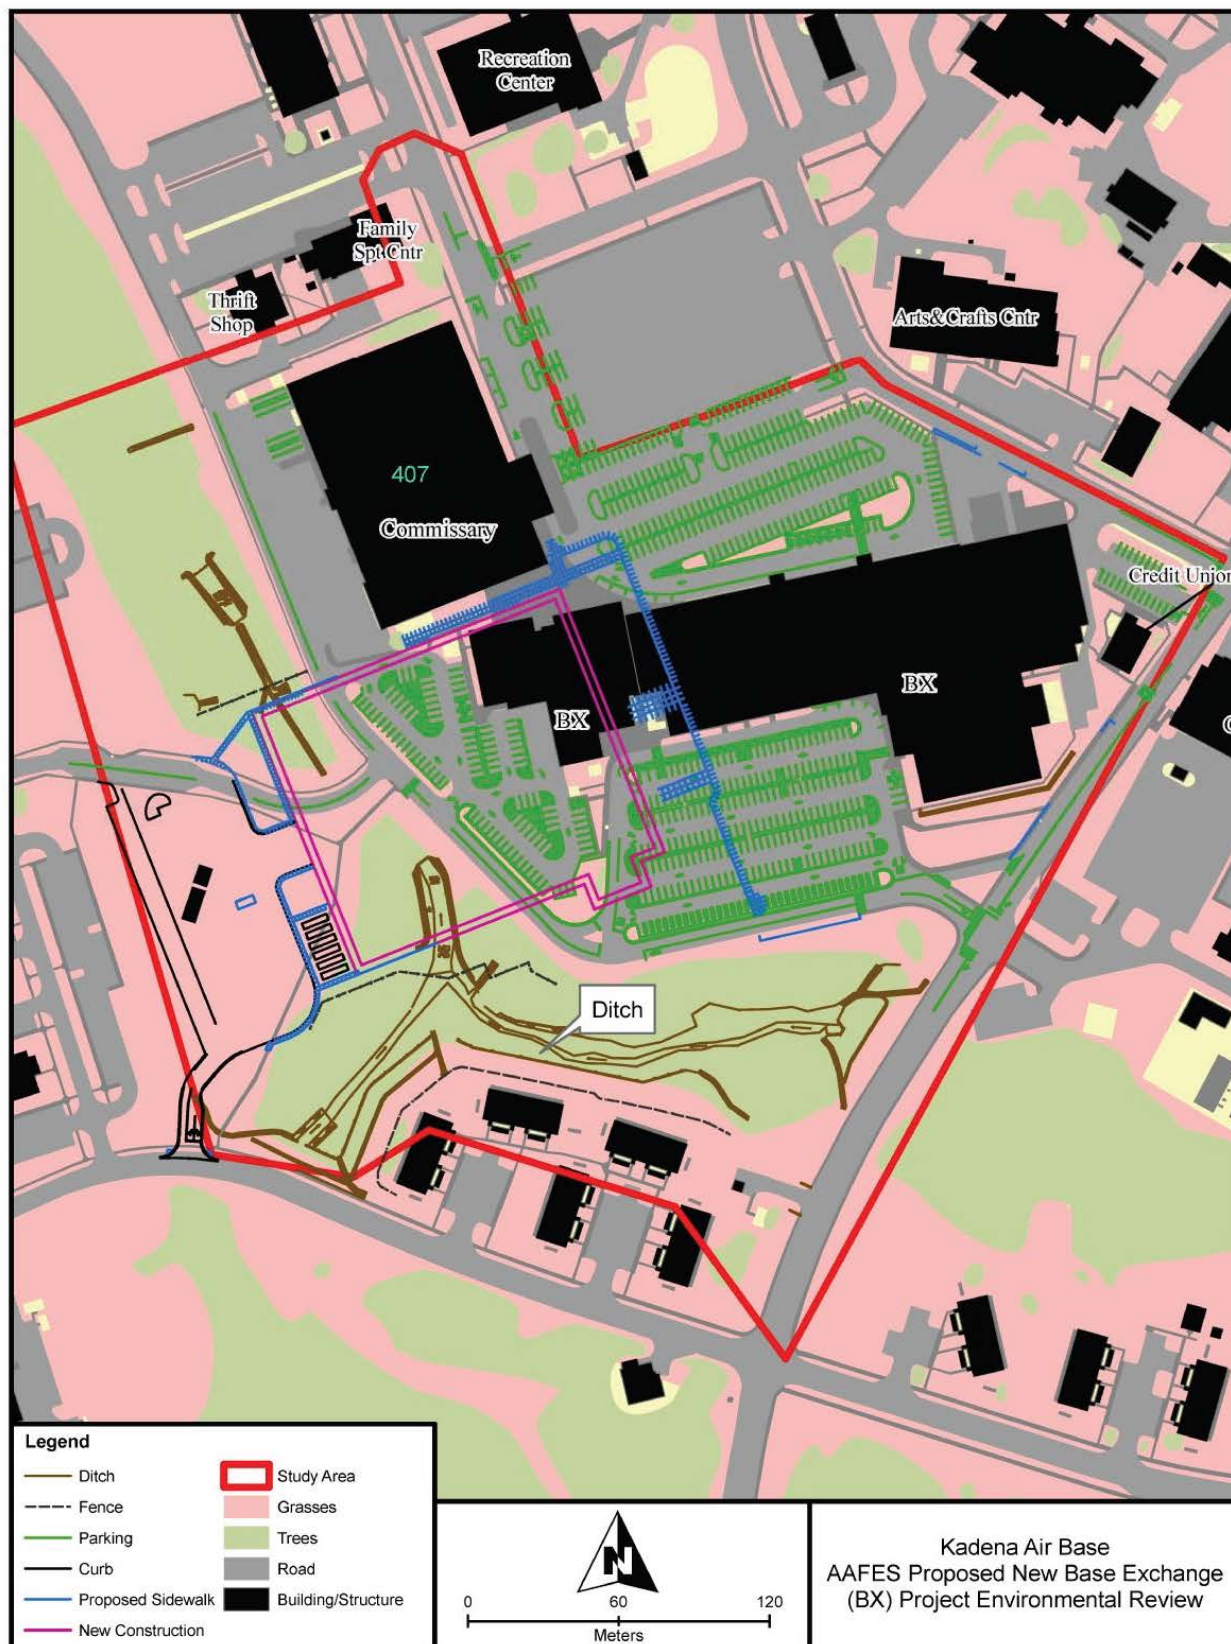 Recreation
Center
Family
Spt Cntr
Thrift
Shop
Arts&Crafts Cntr
407
Commissary
Credit Union
BX
BX
Ditch
Legend
Ditch
Fence
Parking
Curb
Proposed Sidewalk
New Construction
Study Area
Grasses
Trees
Road
Building/Structure
N
0 60 120
Meters
Kadena Air Base
AAFES Proposed New Base Exchange
(BX) Project Environmental Review